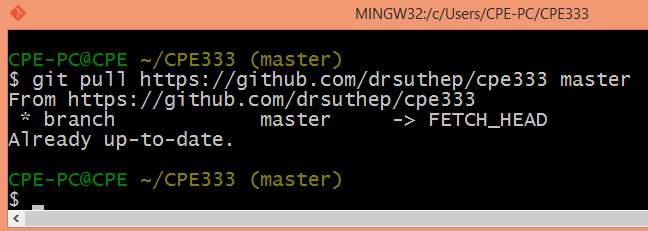 MINGW32:/c/Users/CPE-PC/CPE333
CPE-PC@CPE ~/CPE333 (master)
$ git pull https://github.com/drsuthep/cpe333 master
From https://github.com/drsuthep/cpe333
 * branch            master     -> FETCH_HEAD
Already up-to-date.
CPE-PC@CPE ~/CPE333 (master)
$